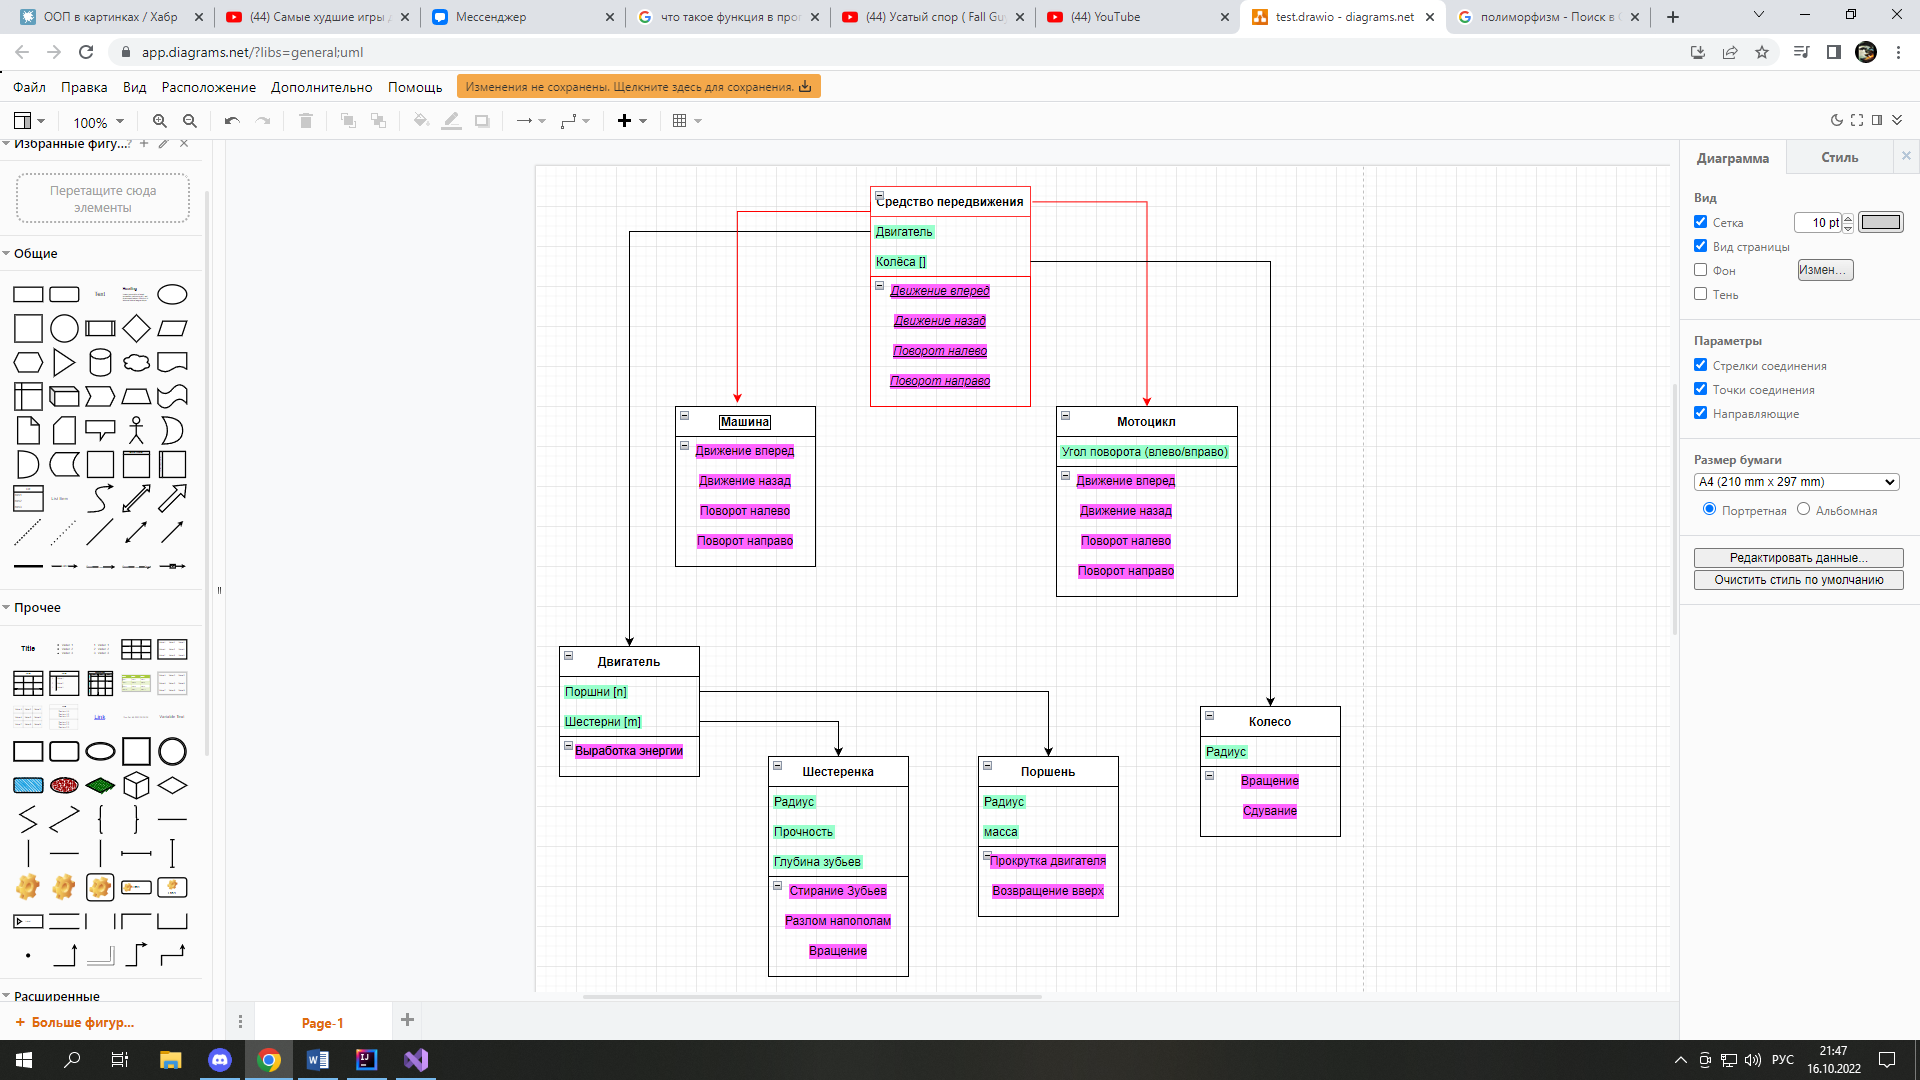 ООП в картинках / Хабр
(44) Самые худшие игры д
Мессенджер
что такое функция в прог
(44) Усатый спор ( Fall Gu
(44) YouTube
test.drawio - diagrams.net
полиморфизм - Поиск в G
app.diagrams.net/?libs=general;uml
Файл Правка Вид Расположение Дополнительно Помощь
Изменения не сохранены. Щелкните здесь для сохранения.
100%
Избранные фигу...?
Перетащите сюда
элементы
Общие
Text
Heading
List Item
Прочее
Title
Link
Расширенные
+ Больше фигур...
Средство передвижения
Двигатель
Колёса []
Движение вперед
Движение назад
Поворот налево
Поворот направо
Машина
Движение вперед
Движение назад
Поворот налево
Поворот направо
Мотоцикл
Угол поворота (влево/вправо)
Движение вперед
Движение назад
Поворот налево
Поворот направо
Двигатель
Поршни [n]
Шестерни [m]
Выработка энергии
Шестеренка
Радиус
Прочность
Глубина зубьев
Стирание Зубьев
Разлом напополам
Вращение
Поршень
Радиус
масса
Прокрутка двигателя
Возвращение вверх
Колесо
Радиус
Вращение
Сдувание
Page-1
Диаграмма
Стиль
Вид
Сетка
10 pt
Вид страницы
Фон
Измен...
Тень
Параметры
Стрелки соединения
Точки соединения
Направляющие
Размер бумаги
A4 (210 mm x 297 mm)
Портретная
Альбомная
Редактировать данные...
Очистить стиль по умолчанию
РУС
21:47
16.10.2022